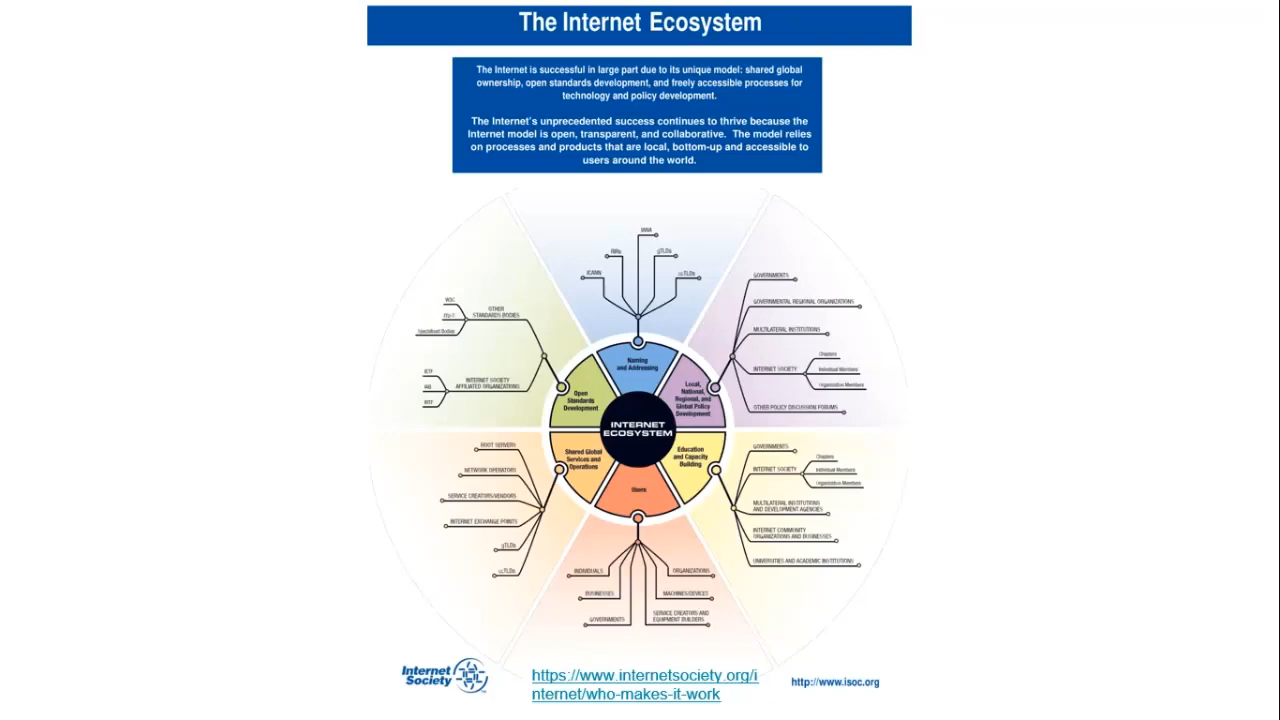 The Internet Ecosystem
The Internet is successful in large part due to its unique model: shared global
ownership, open standards development, and freely accessible processes for
technology and policy development.
The Internet's unprecedented success continues to thrive because the
Internet model is open, transparent, and collaborative. The model relies
on processes and products that are local, bottom-up and accessible to
users around the world.
IANA
RIRs
gTLDs
ICANN
ccTLDs
W3C
ITU-T
Specialized Bodies
OTHER
STANDARDS BODIES
IETF
IAB
IRTF
INTERNET SOCIETY
AFFILIATED ORGANIZATIONS
GOVERNMENTS
GOVERNMENTAL REGIONAL ORGANIZATIONS
MULTILATERAL INSTITUTIONS
INTERNET SOCIETY
Chapters
Individual Members
Organization Members
OTHER POLICY DISCUSSION FORUMS
Naming
and Addressing
Open
Standards
Development
Local,
National,
Regional, and
Global Policy
Development
INTERNET
ECOSYSTEM
Shared Global
Services and
Operations
Education
and Capacity
Building
Users
ROOT SERVERS
NETWORK OPERATORS
SERVICE CREATORS/VENDORS
INTERNET EXCHANGE POINTS
gTLDs
ccTLDs
GOVERNMENTS
INTERNET SOCIETY
Chapters
Individual Members
Organization Members
MULTILATERAL INSTITUTIONS
AND DEVELOPMENT AGENCIES
INTERNET COMMUNITY
ORGANIZATIONS AND BUSINESSES
UNIVERSITIES AND ACADEMIC INSTITUTIONS
INDIVIDUALS
BUSINESSES
GOVERNMENTS
ORGANIZATIONS
MACHINES/DEVICES
SERVICE CREATORS AND
EQUIPMENT BUILDERS
Internet
Society
https://www.internetsociety.org/i
nternet/who-makes-it-work
http://www.isoc.org